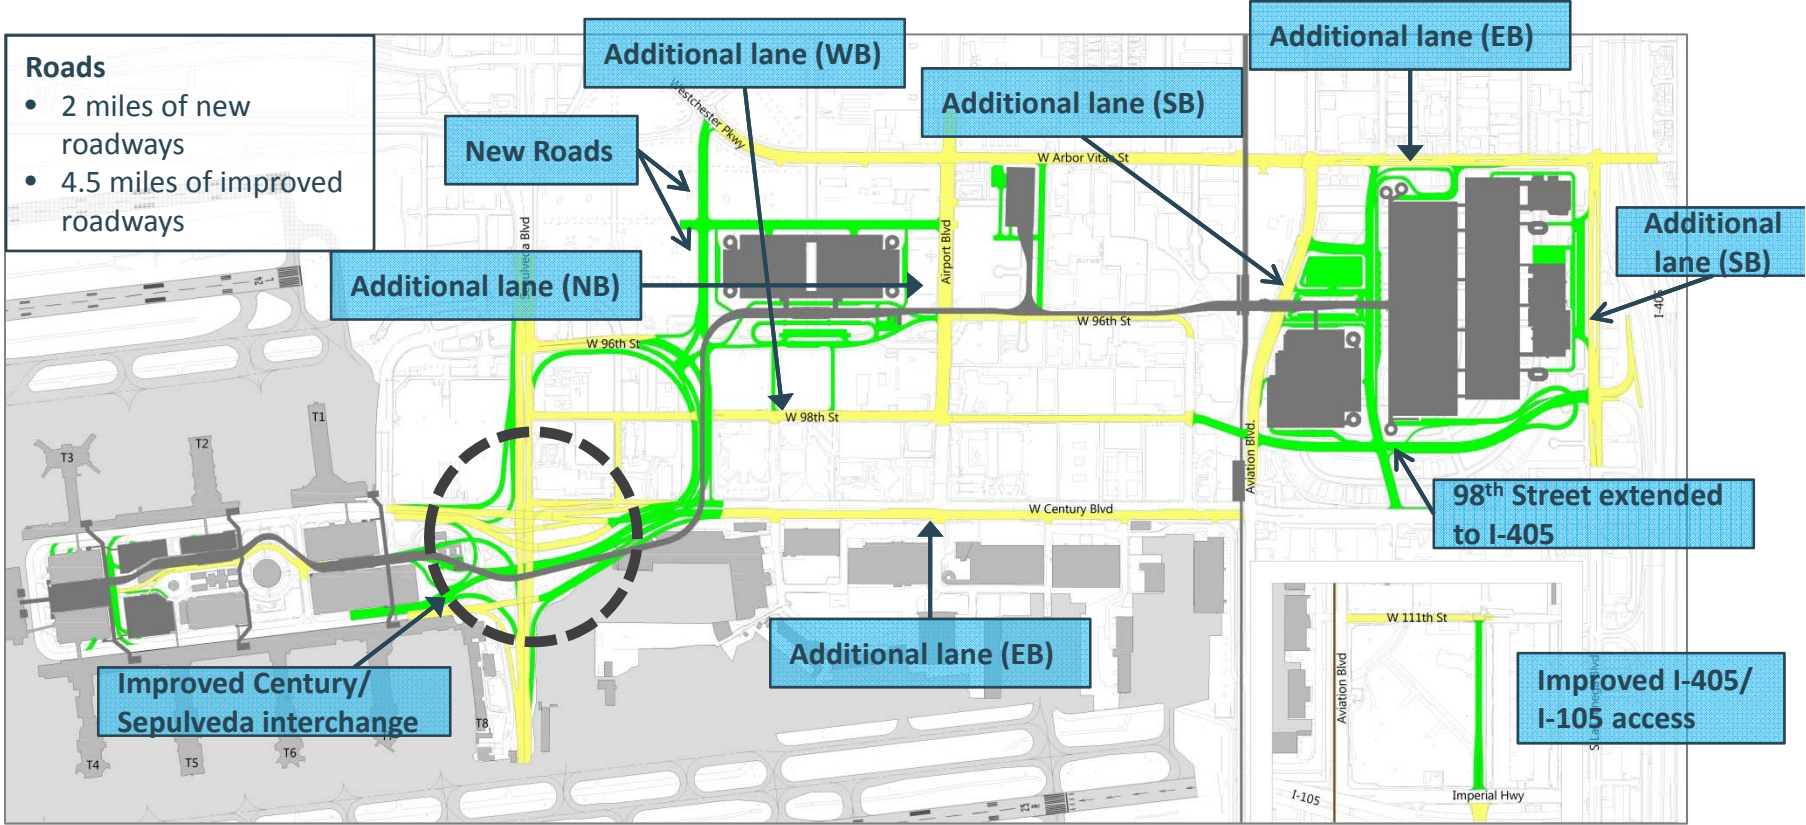 Roads
• 2 miles of new
roadways
• 4.5 miles of improved
roadways
Additional lane (WB)
Additional lane (EB)
Additional lane (SB)
New Roads
Westchester Pkwy
W Arbor Vitae St
Additional
lane (SB)
Additional lane (NB)
Airport Blvd
I-405
24
W 96th St
W 96th St
W 98th St
T1
T2
T3
Aviation Blvd.
W Century Blvd
98th Street extended
to I-405
Additional lane (EB)
Improved Century/
Sepulveda interchange
T8
T6
T5
T4
W 111th St
Aviation Blvd
Improved I-405/
I-105 access
I-105
Imperial Hwy